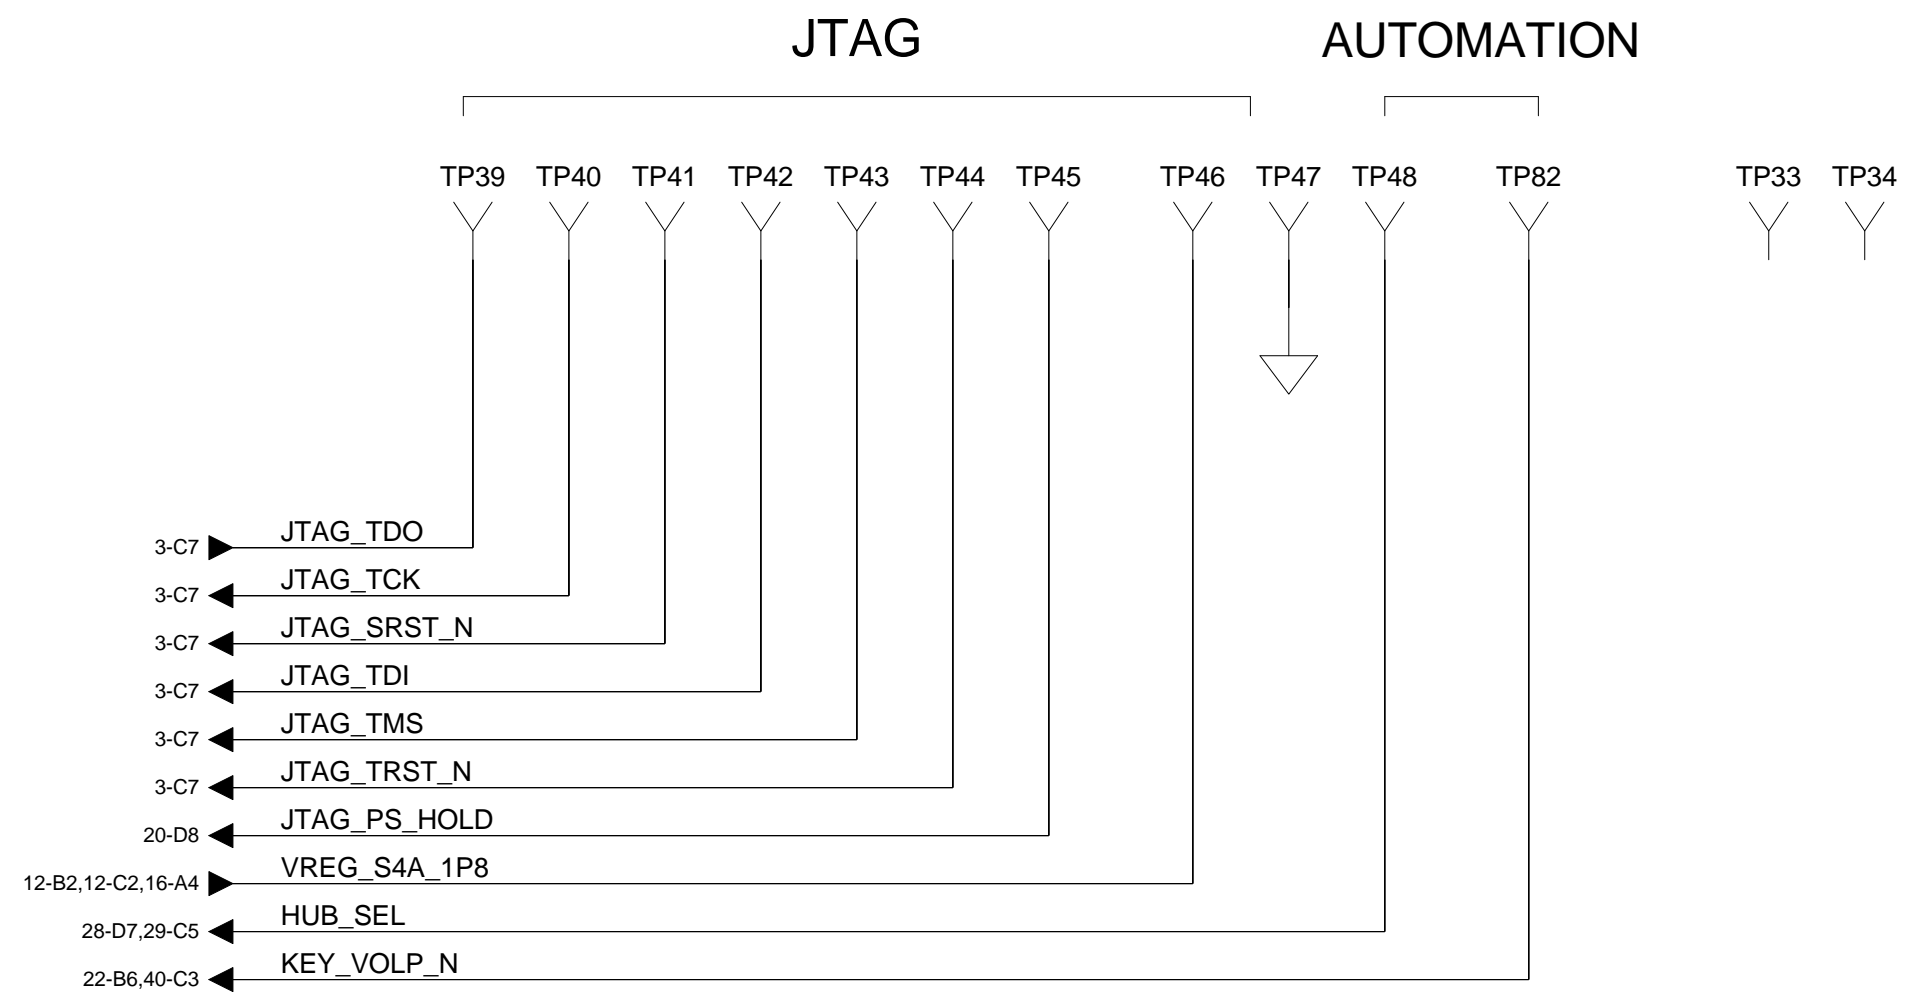 JTAG AUTOMATION
TP39 TP40 TP41 TP42 TP43 TP44 TP45 TP46 TP47 TP48 TP82 TP33 TP34
3-C7 JTAG_TDO
3-C7 JTAG_TCK
3-C7 JTAG_SRST_N
3-C7 JTAG_TDI
3-C7 JTAG_TMS
3-C7 JTAG_TRST_N
20-D8 JTAG_PS_HOLD
12-B2,12-C2,16-A4 VREG_S4A_1P8
28-D7,29-C5 HUB_SEL
22-B6,40-C3 KEY_VOLP_N